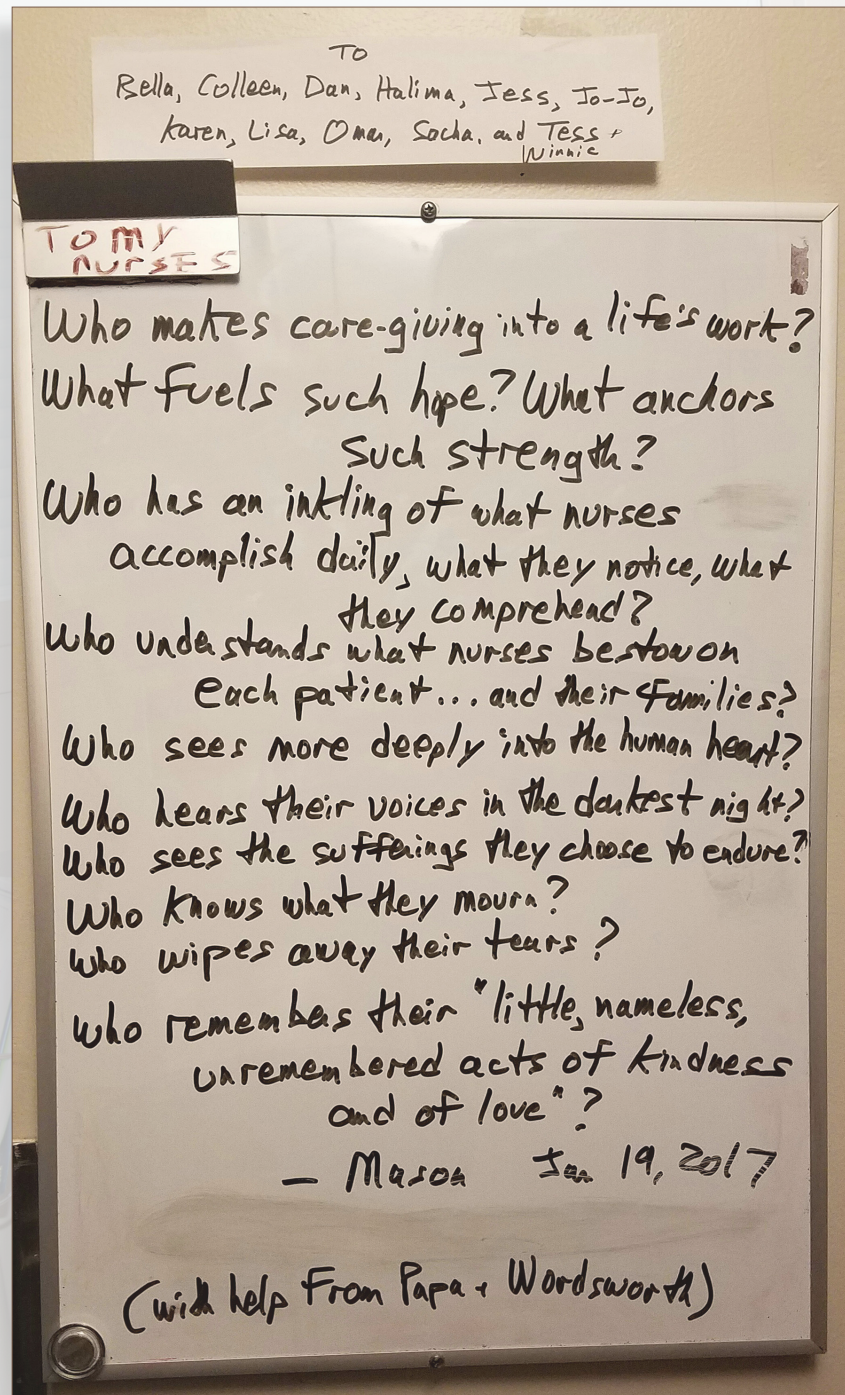 TO
Bella, Colleen, Dan, Halima, Jess, Jo-Jo,
Karen, Lisa, Omar, Sacha, and Tess +
Winnie
TO MY
NURSES
Who makes care-giving into a life's work?
What fuels such hope? What anchors
such strength?
Who has an inkling of what nurses
accomplish daily, what they notice, what
they comprehend?
Who understands what nurses bestow on
each patient... and their families?
Who sees more deeply into the human heart?
Who hears their voices in the darkest night?
Who sees the sufferings they choose to endure?
Who knows what they mourn?
Who wipes away their tears?
Who remembers their "little, nameless,
unremembered acts of kindness
and of love"?
— Mason Jan 19, 2017
(with help From Papa + Wordsworth)